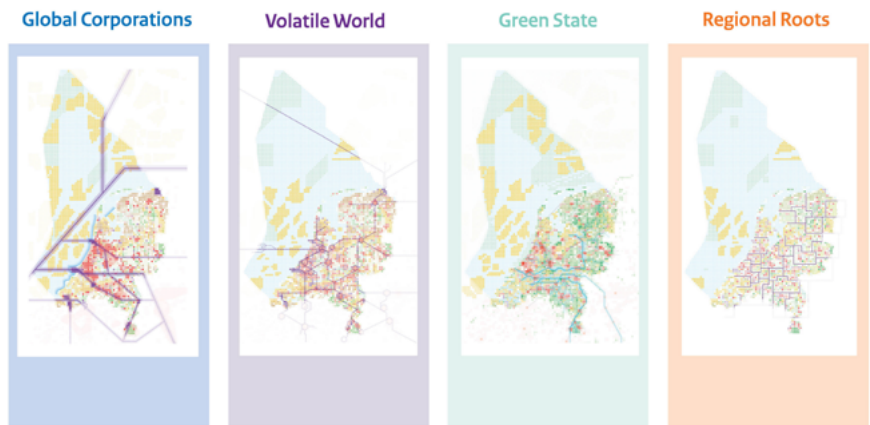 Global Corporations
Volatile World
Green State
Regional Roots